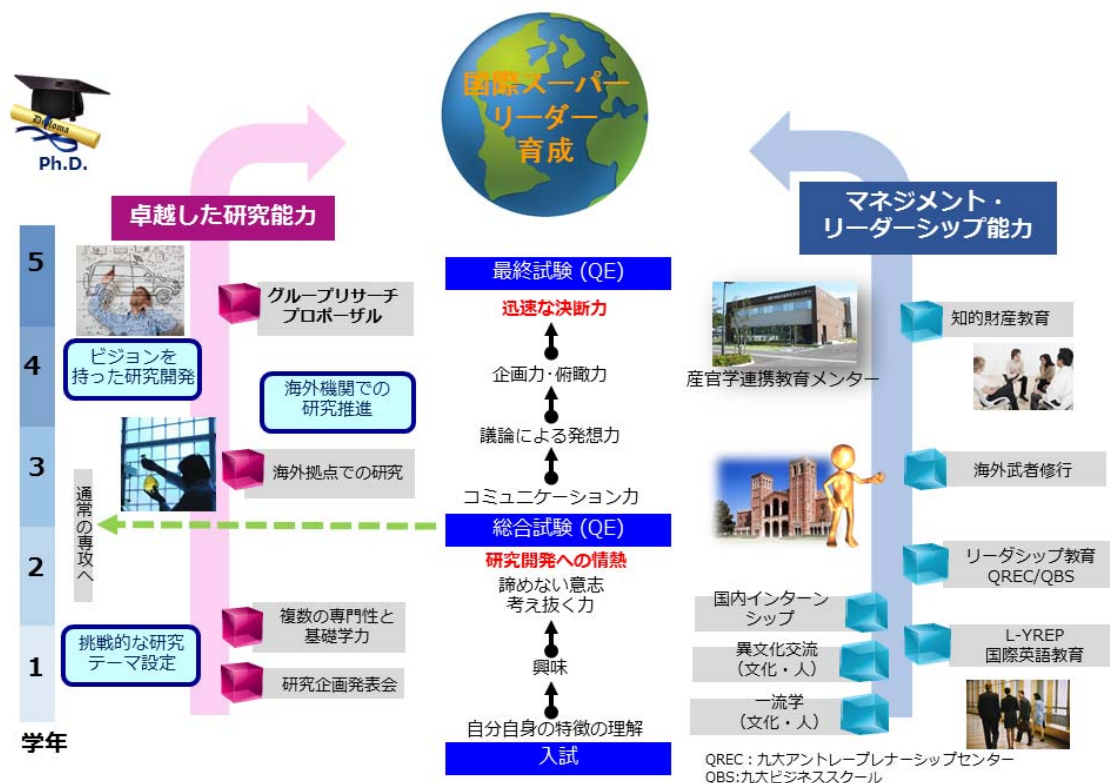 国際スーパー
リーダー
育成
Diploma
Ph.D.
卓越した研究能力
マネジメント・
リーダーシップ能力
5
4
3
2
1
学年
通常の専攻へ
グループリサーチ
プロポーザル
ビジョンを
持った研究開発
海外機関での
研究推進
海外拠点での研究
複数の専門性と
基礎学力
挑戦的な研究
テーマ設定
研究企画発表会
最終試験 (QE)
迅速な決断力
企画力・俯瞰力
議論による発想力
コミュニケーション力
総合試験 (QE)
研究開発への情熱
諦めない意志
考え抜く力
興味
自分自身の特徴の理解
入試
産官学連携教育メンター
知的財産教育
海外武者修行
リーダシップ教育
QREC/QBS
国内インターン
シップ
L-YREP
国際英語教育
異文化交流
（文化・人）
一流学
（文化・人）
QREC：九大アントレープレナーシップセンター
QBS:九大ビジネススクール